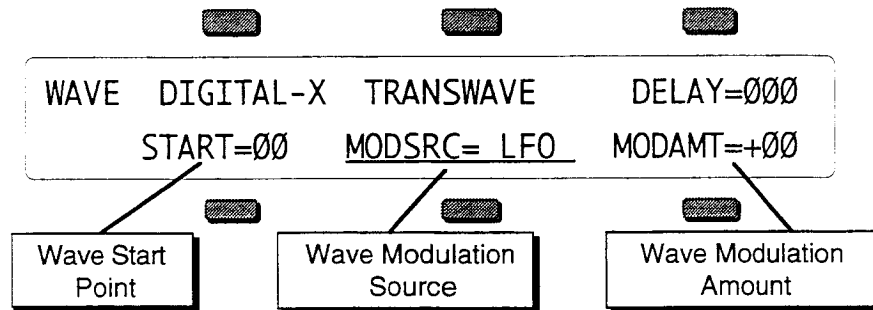 WAVE DIGITAL-X TRANSWAVE DELAY=000
START=00 MODSRC= LFO MODAMT=+00
Wave Start
Point
Wave Modulation
Source
Wave Modulation
Amount